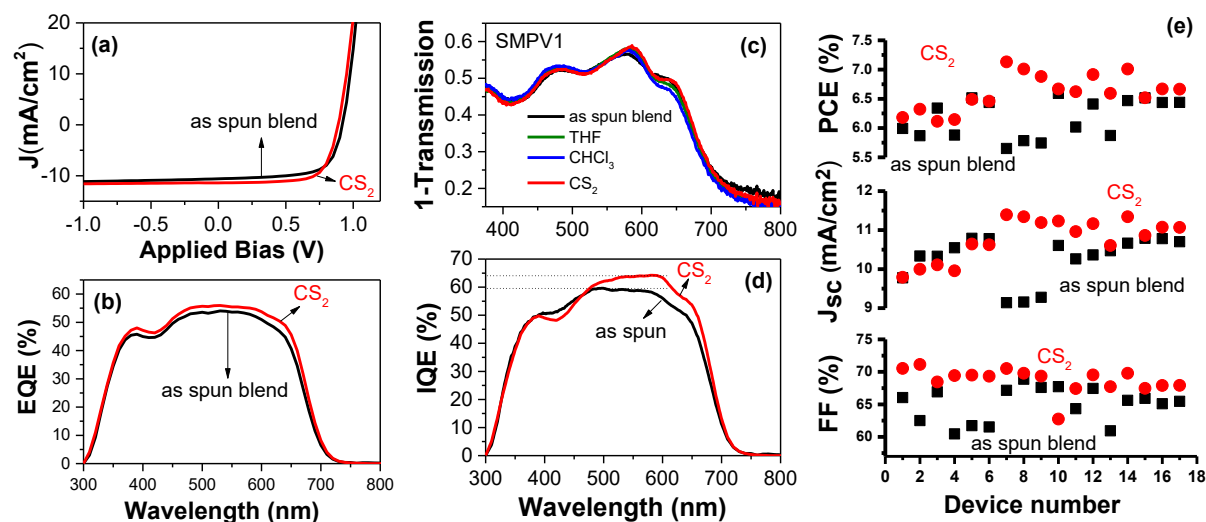 (a)
20
10
0
-10
J(mA/cm²)
as spun blend
CS₂
-1.0 -0.5 0.0 0.5 1.0
Applied Bias (V)
(b)
60
50
40
30
20
10
0
EQE (%)
CS₂
as spun blend
300 400 500 600 700 800
Wavelength (nm)
SMPV1
(c)
0.6
0.5
0.4
0.3
0.2
1-Transmission
as spun blend
THF
CHCl₃
CS₂
400 500 600 700 800
(d)
70
60
50
40
30
20
10
0
IQE (%)
CS₂
as spun
300 400 500 600 700 800
Wavelength (nm)
(e)
7.5
7.0
6.5
6.0
5.5
PCE (%)
CS₂
as spun blend
12
11
10
9
Jsc (mA/cm²)
CS₂
as spun blend
75
70
65
60
FF (%)
CS₂
as spun blend
0 2 4 6 8 10 12 14 16 18
Device number